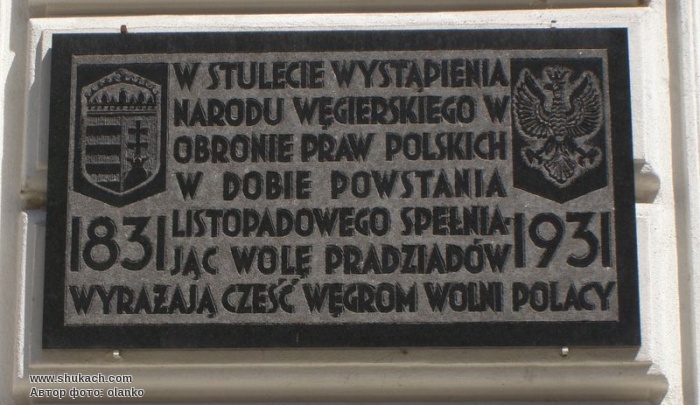 W STULECIE WYSTĄPIENIA
NARODU WĘGIERSKIEGO W
OBRONIE PRAW POLSKICH
W DOBIE POWSTANIA
LISTOPADOWEGO SPEŁNIA-
JĄC WOLĘ PRADZIADÓW
1831
1931
WYRAŻAJĄ CZEŚĆ WĘGROM WOLNI POLACY
www.shukach.com
Автор фото: olanko